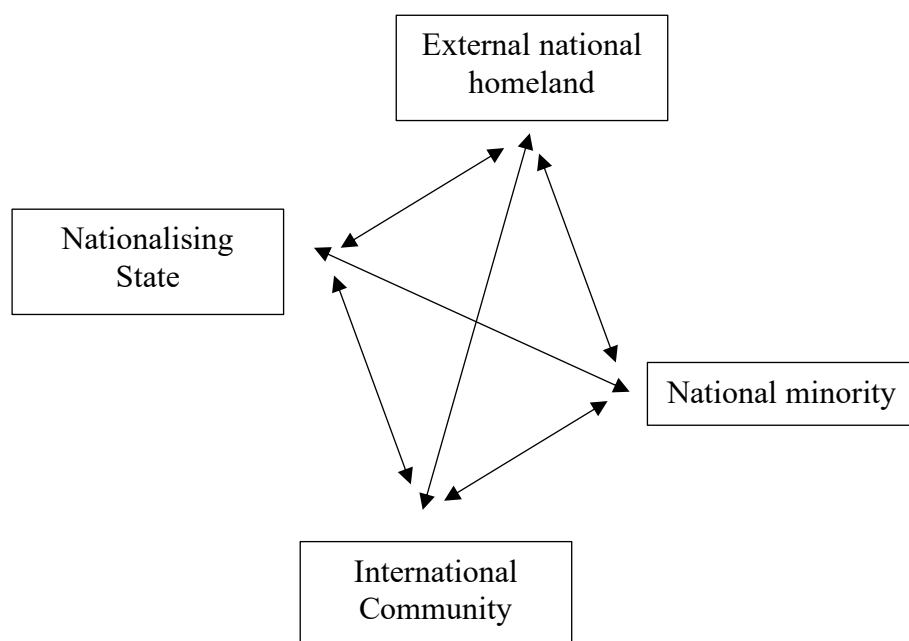 External national
homeland
Nationalising
State
National minority
International
Community